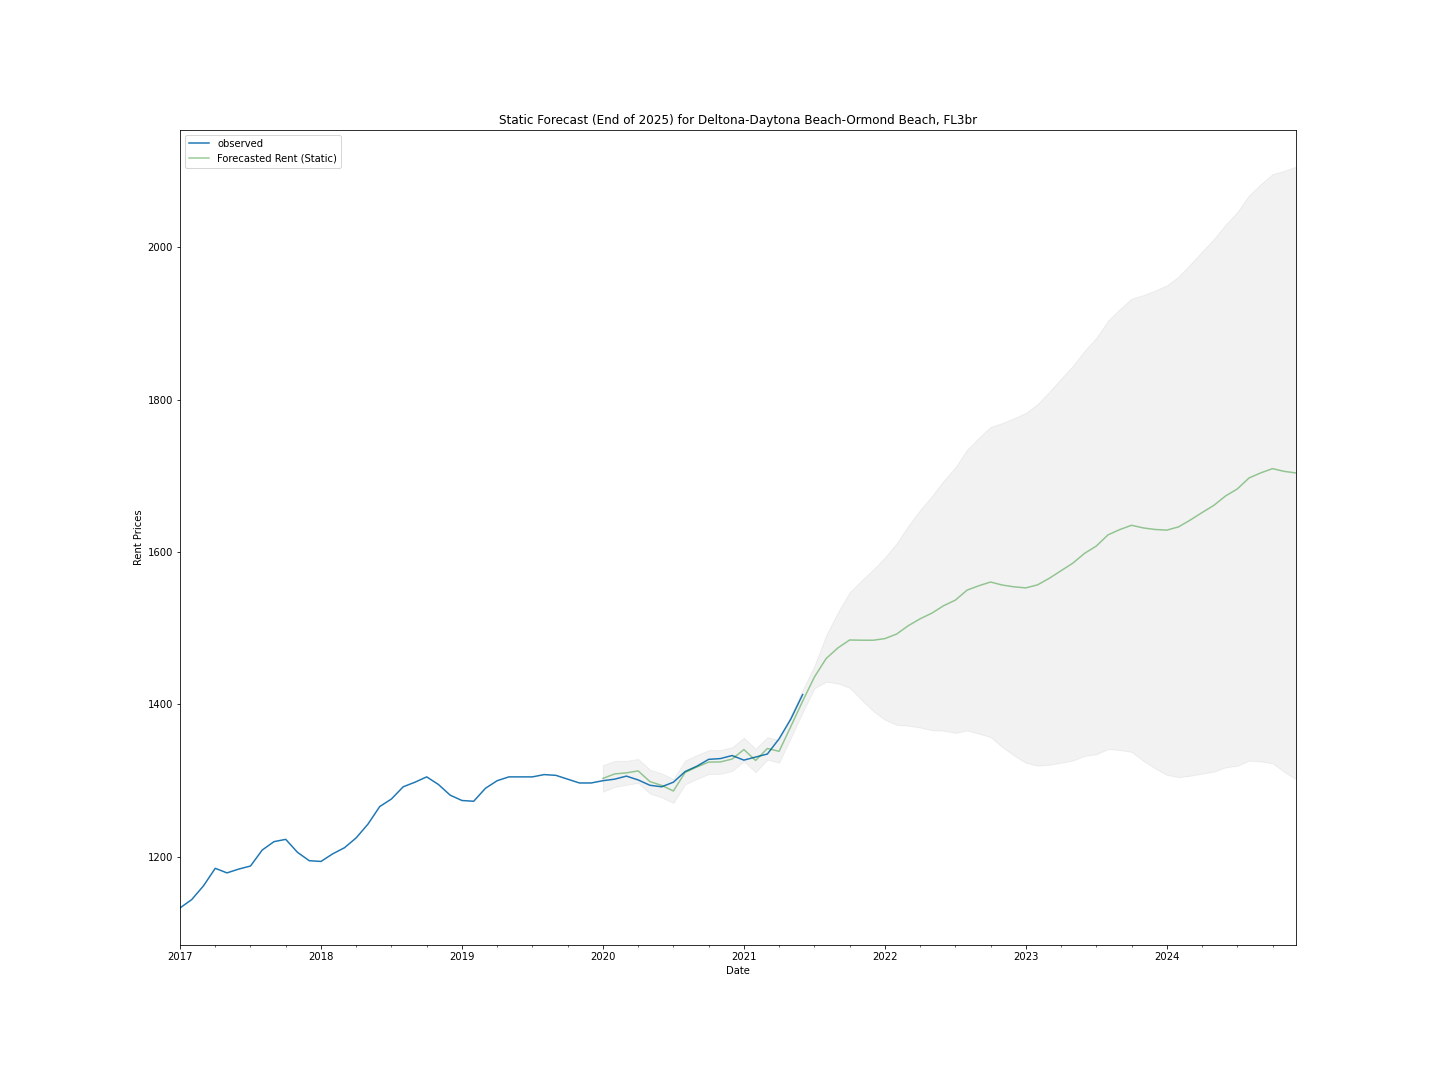 Static Forecast (End of 2025) for Deltona-Daytona Beach-Ormond Beach, FL3br
observed
Forecasted Rent (Static)
2000
1800
1600
1400
1200
Rent Prices
2017 2018 2019 2020 2021 2022 2023 2024
Date